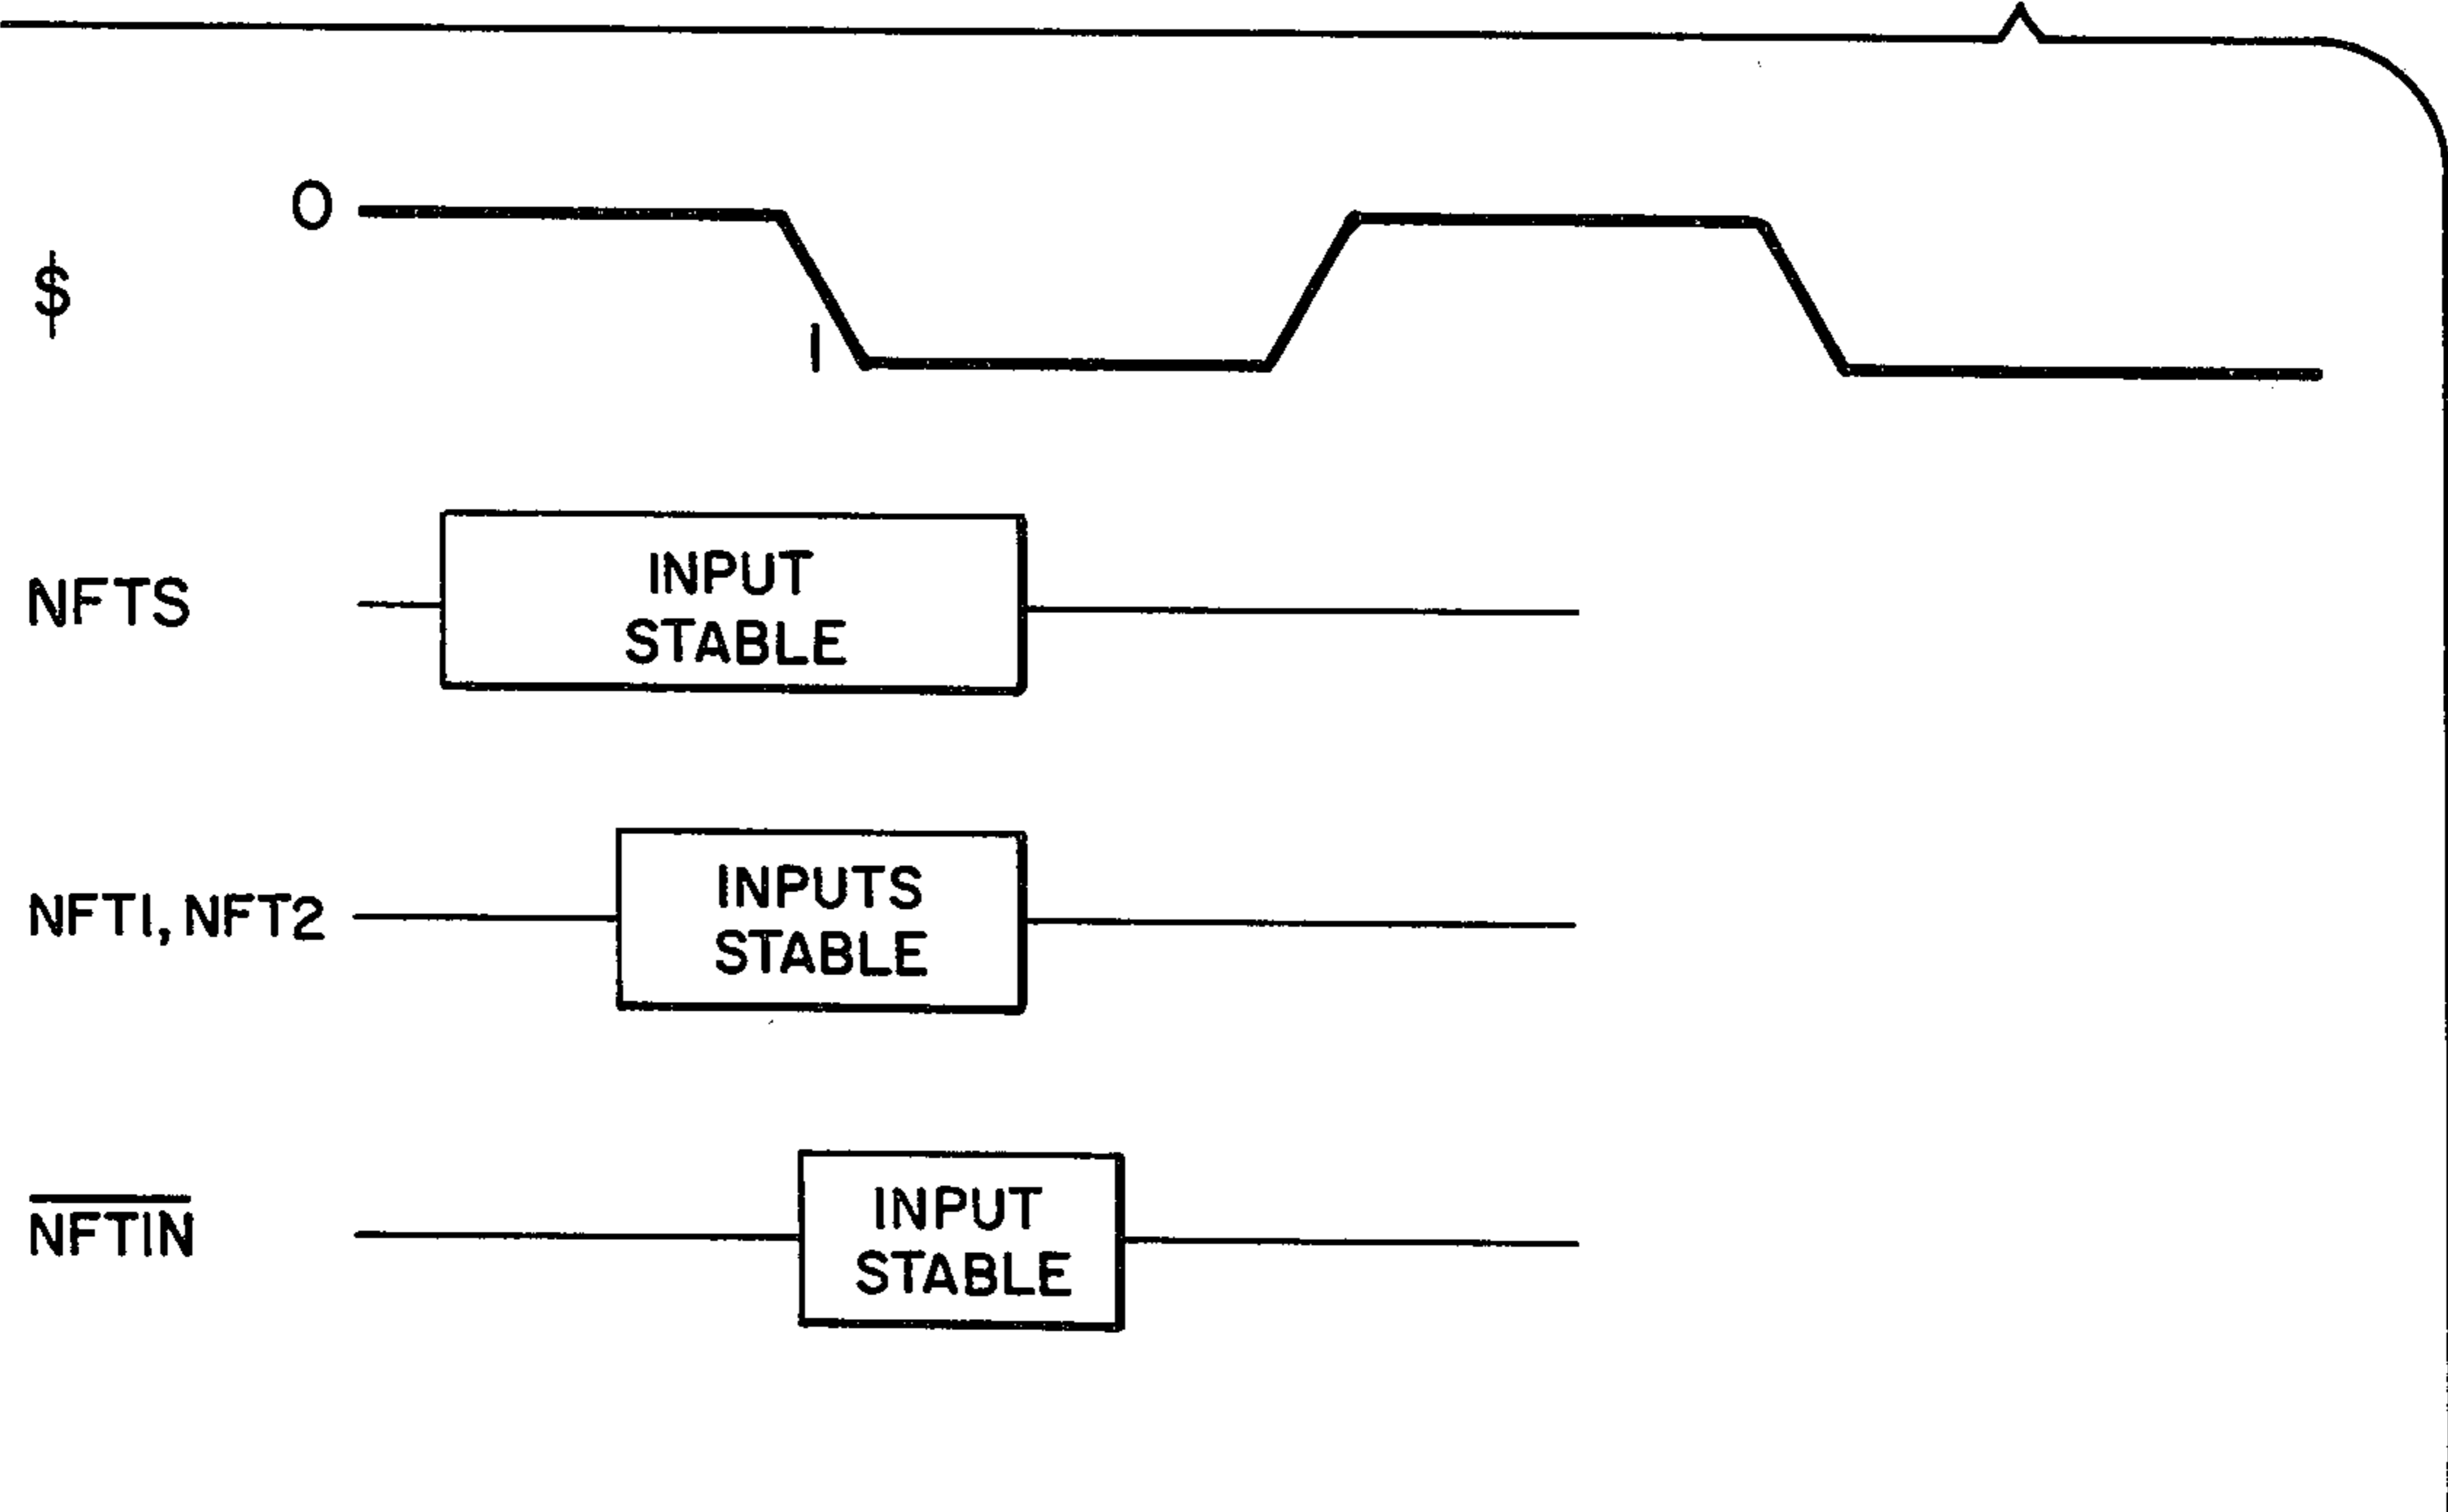 0
$
1
NFTS
INPUT
STABLE
NFT1, NFT2
INPUTS
STABLE
NFTIN
INPUT
STABLE